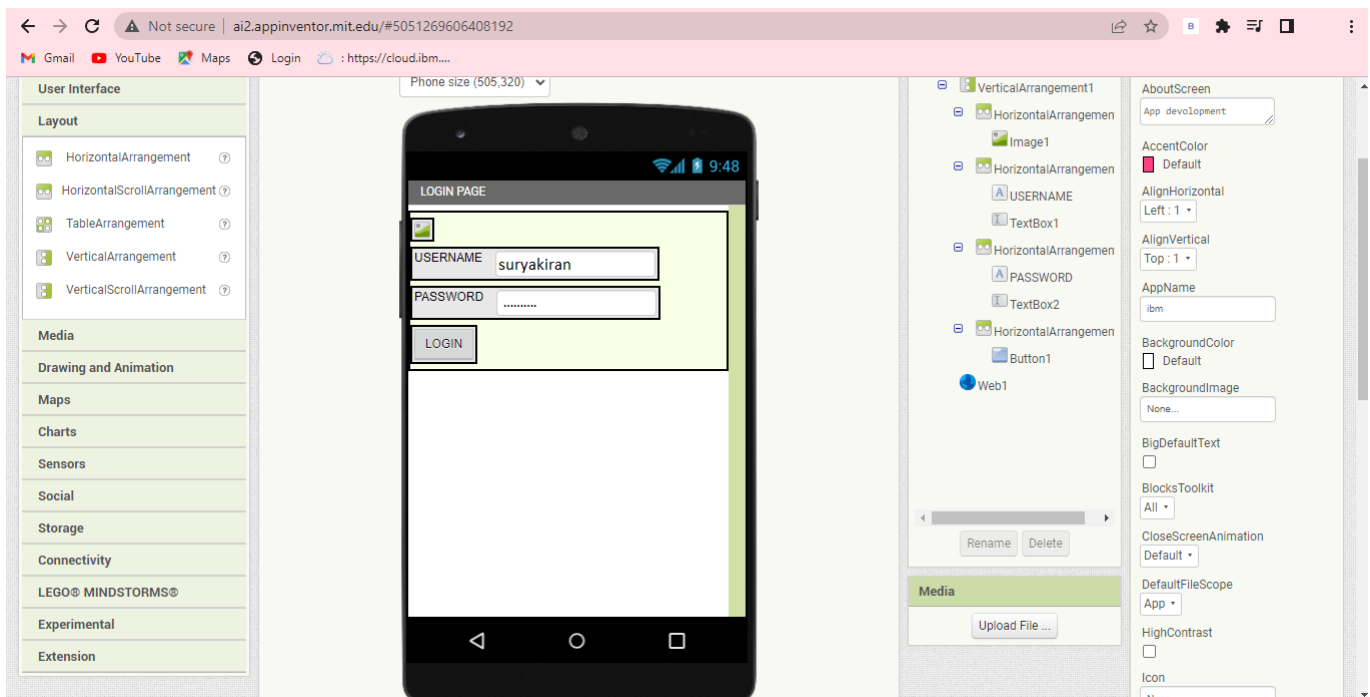 Not secure | ai2.appinventor.mit.edu/#5051269606408192
B
Gmail YouTube Maps Login : https://cloud.ibm....
User Interface
Layout
HorizontalArrangement ?
HorizontalScrollArrangement ?
TableArrangement ?
VerticalArrangement ?
VerticalScrollArrangement ?
Media
Drawing and Animation
Maps
Charts
Sensors
Social
Storage
Connectivity
LEGO® MINDSTORMS®
Experimental
Extension
Phone size (505,320)
9:48
LOGIN PAGE
USERNAME suryakiran
PASSWORD ..........
LOGIN
VerticalArrangement1
HorizontalArrangemen
Image1
HorizontalArrangemen
A USERNAME
I TextBox1
HorizontalArrangemen
A PASSWORD
I TextBox2
HorizontalArrangemen
Button1
Web1
Rename Delete
Media
Upload File ...
AboutScreen
App devolopment
AccentColor
Default
AlignHorizontal
Left : 1
AlignVertical
Top : 1
AppName
ibm
BackgroundColor
Default
BackgroundImage
None...
BigDefaultText
BlocksToolkit
All
CloseScreenAnimation
Default
DefaultFileScope
App
HighContrast
Icon